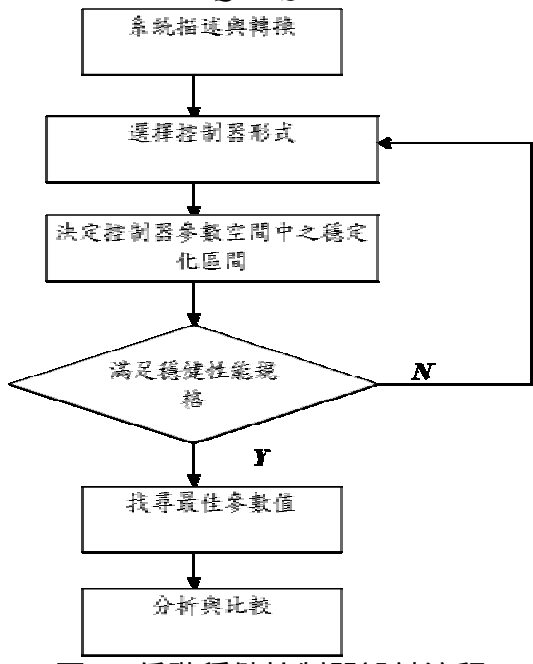 系統描述與轉換
選擇控制器形式
決定控制器參數空間中之穩定
化區間
滿足穩健性能規
格
N
Y
找尋最佳參數值
分析與比較